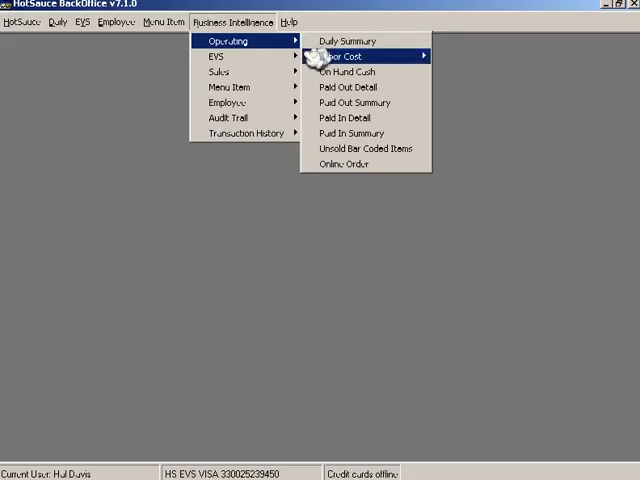 HotSauce BackOffice v7.1.0
HotSauce Daily EVS Employee Menu Item Business Intelligence Help
Operating
EVS
Sales
Menu Item
Employee
Audit Trail
Transaction History
Daily Summary
bor Cost
On Hand Cash
Paid Out Detail
Paid Out Summary
Paid In Detail
Paid In Summary
Unsold Bar Coded Items
Online Order
Current User: Hal Davis
HS EVS VISA 330025239450
Credit cards offline